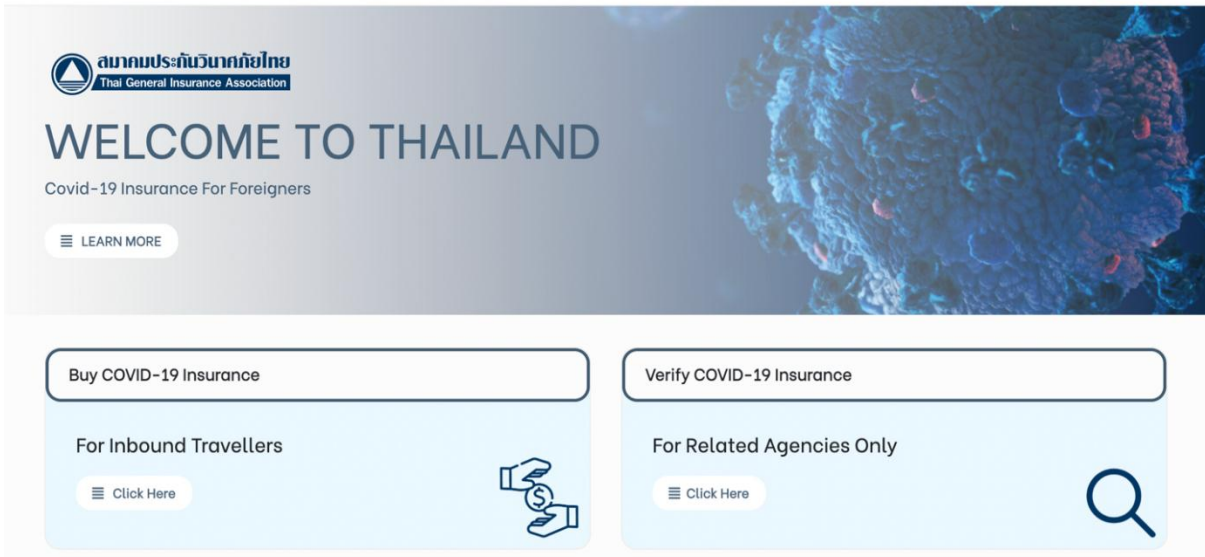 สมาคมประกันวินาศภัยไทย
Thai General Insurance Association
WELCOME TO THAILAND
Covid-19 Insurance For Foreigners
LEARN MORE
Buy COVID-19 Insurance
For Inbound Travellers
Click Here
$
Verify COVID-19 Insurance
For Related Agencies Only
Click Here